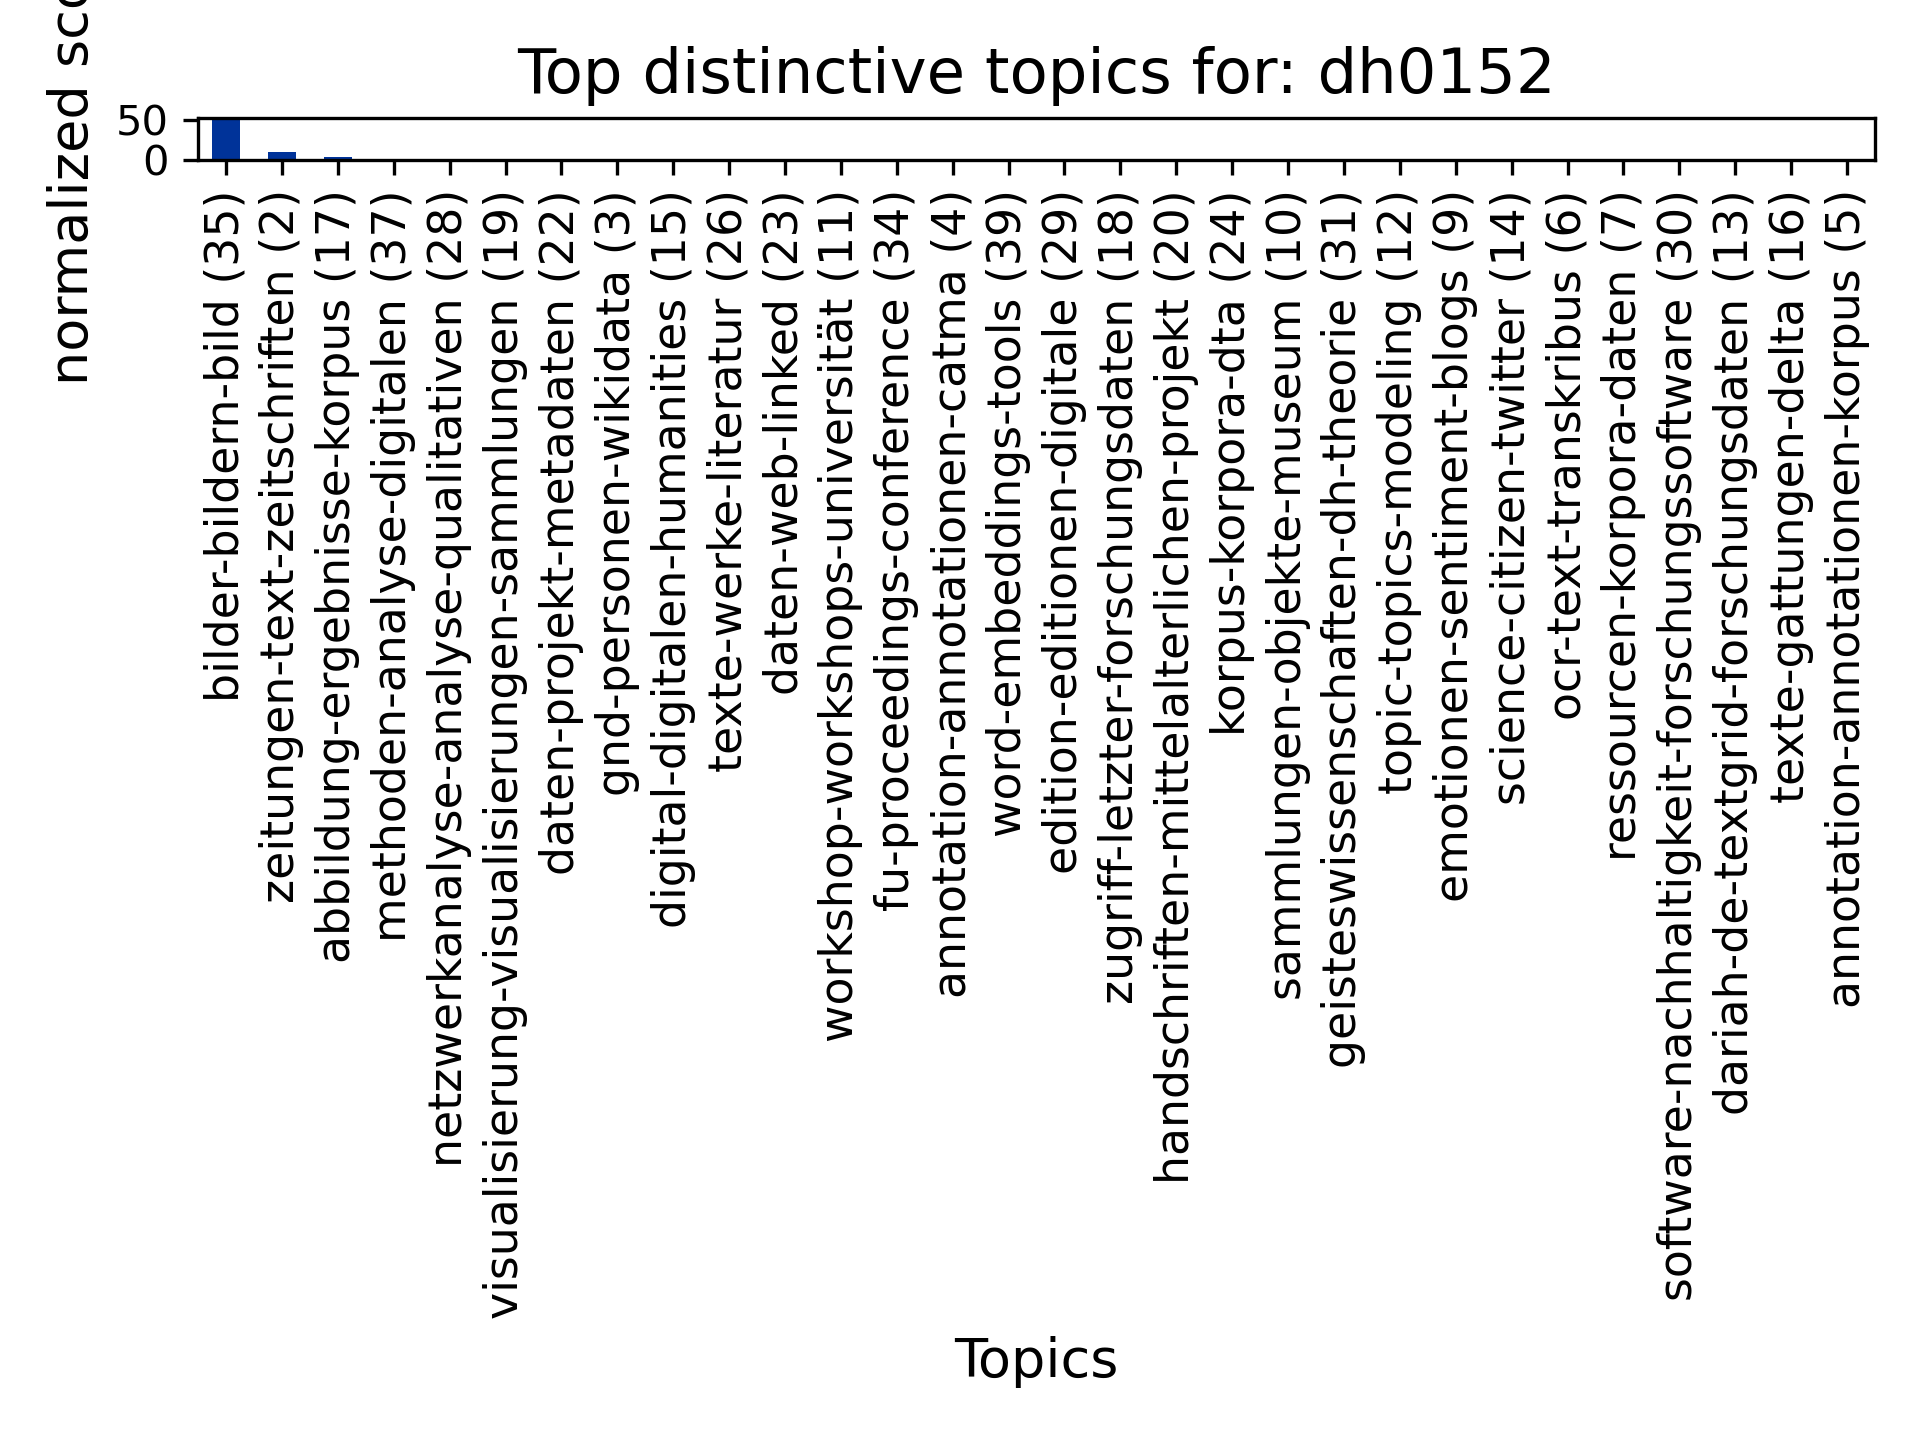 Top distinctive topics for: dh0152
normalized sco
50
0
bilder-bildern-bild (35)
zeitungen-text-zeitschriften (2)
abbildung-ergebnisse-korpus (17)
methoden-analyse-digitalen (37)
netzwerkanalyse-analyse-qualitativen (28)
visualisierung-visualisierungen-sammlungen (19)
daten-projekt-metadaten (22)
gnd-personen-wikidata (3)
digital-digitalen-humanities (15)
texte-werke-literatur (26)
daten-web-linked (23)
workshop-workshops-universität (11)
fu-proceedings-conference (34)
annotation-annotationen-catma (4)
word-embeddings-tools (39)
edition-editionen-digitale (29)
zugriff-letzter-forschungsdaten (18)
handschriften-mittelalterlichen-projekt (20)
korpus-korpora-dta (24)
sammlungen-objekte-museum (10)
geisteswissenschaften-dh-theorie (31)
topic-topics-modeling (12)
emotionen-sentiment-blogs (9)
science-citizen-twitter (14)
ocr-text-transkribus (6)
ressourcen-korpora-daten (7)
software-nachhaltigkeit-forschungssoftware (30)
dariah-de-textgrid-forschungsdaten (13)
texte-gattungen-delta (16)
annotation-annotationen-korpus (5)
Topics